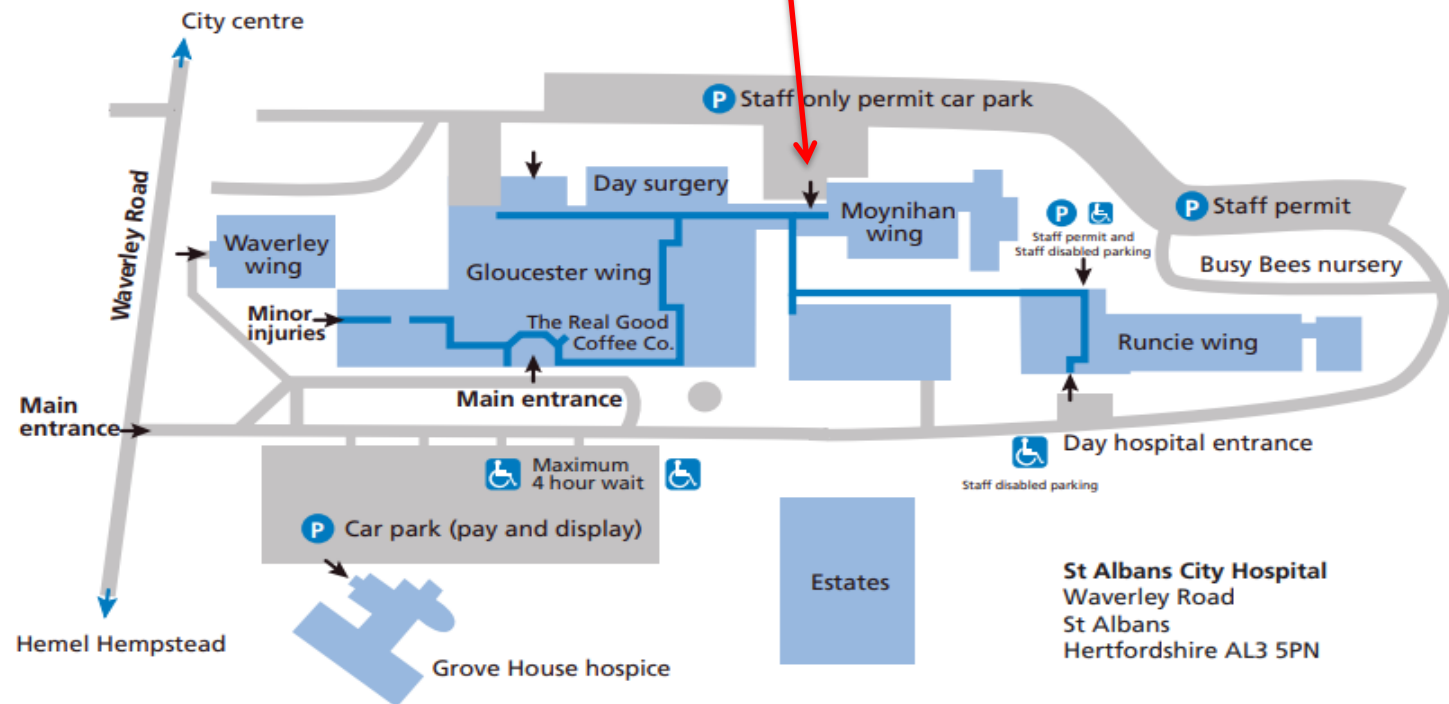 City centre
P Staff only permit car park
Day surgery
P Staff permit
Moynihan
wing
P
Staff permit and
Staff disabled parking
Waverley Road
Waverley
wing
Gloucester wing
Busy Bees nursery
Minor
injuries
The Real Good
Coffee Co.
Runcie wing
Main entrance
Main
entrance
Maximum
4 hour wait
Day hospital entrance
Staff disabled parking
P Car park (pay and display)
Estates
St Albans City Hospital
Waverley Road
St Albans
Hertfordshire AL3 5PN
Hemel Hempstead
Grove House hospice